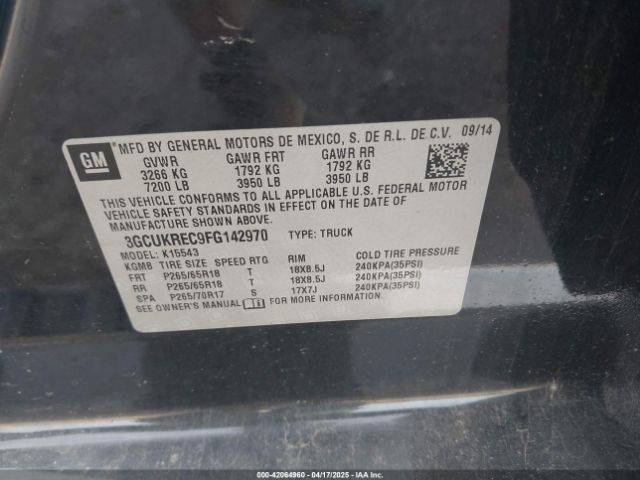 GM
MFD BY GENERAL MOTORS DE MEXICO, S. DE R.L. DE C.V. 09/14
GVWR GAWR FRT GAWR RR
3266 KG 1792 KG 1792 KG
7200 LB 3950 LB 3950 LB
THIS VEHICLE CONFORMS TO ALL APPLICABLE U.S. FEDERAL MOTOR
VEHICLE SAFETY STANDARDS IN EFFECT ON THE DATE OF
MANUFACTURE SHOWN ABOVE.
3GCUKREC9FG142970 TYPE: TRUCK
MODEL: K15543
KGMB TIRE SIZE SPEED RTG RIM COLD TIRE PRESSURE
FRT P265/65R18 T 18X8.5J 240KPA(35PSI)
RR P265/65R18 T 18X8.5J 240KPA(35PSI)
SPA P265/70R17 S 17X7J 240KPA(35PSI)
SEE OWNER'S MANUAL FOR MORE INFORMATION.
000-42064960 - 04/17/2025 - IAAI.COM